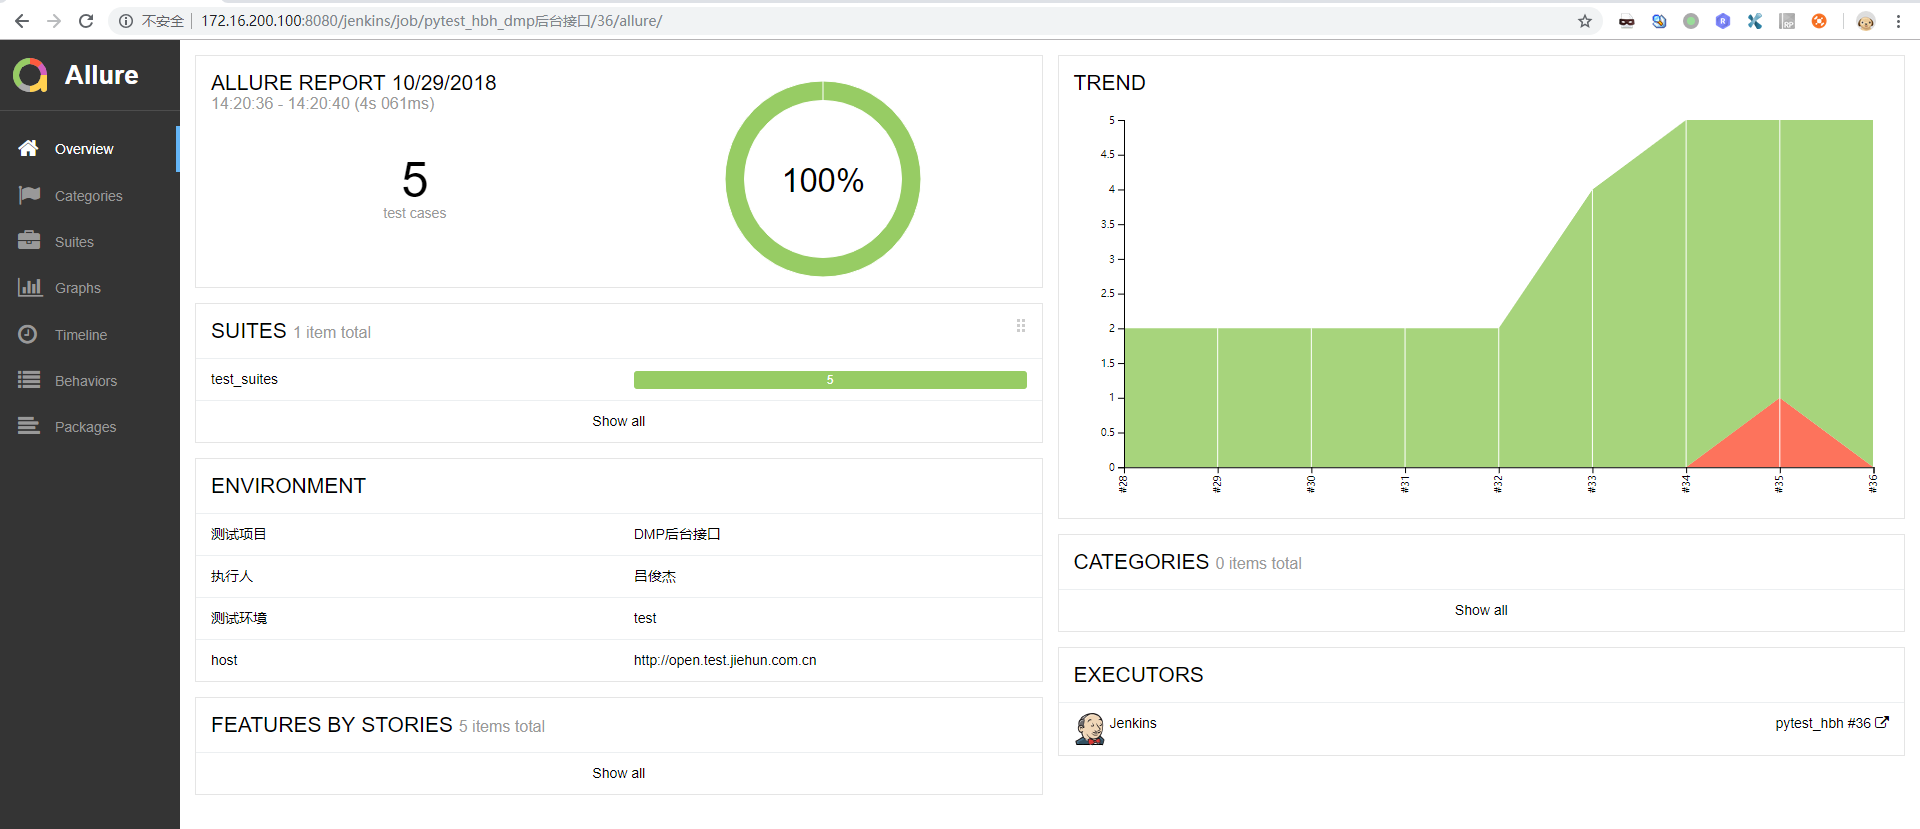 不安全 172.16.200.100:8080/jenkins/job/pytest_hbh_dmp后台接口/36/allure/
Allure
Overview
Categories
Suites
Graphs
Timeline
Behaviors
Packages
ALLURE REPORT 10/29/2018
14:20:36 - 14:20:40 (4s 061ms)
5
test cases
100%
SUITES 1 item total
test_suites 5
Show all
ENVIRONMENT
测试项目 DMP后台接口
执行人 吕俊杰
测试环境 test
host http://open.test.jiehun.com.cn
FEATURES BY STORIES 5 items total
Show all
TREND
5
4.5
4
3.5
3
2.5
2
1.5
1
0.5
0
#28 #29 #30 #31 #32 #33 #34 #35 #36
CATEGORIES 0 items total
Show all
EXECUTORS
Jenkins pytest_hbh #36
R
RP